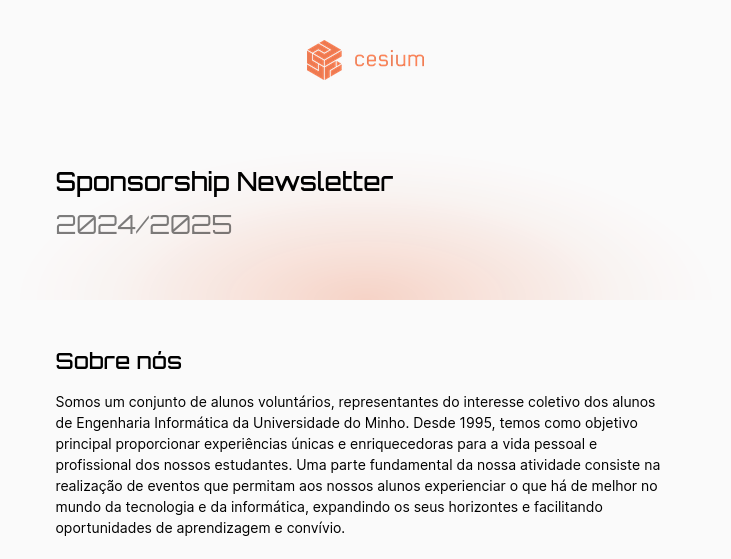 cesium
Sponsorship Newsletter
2024/2025
Sobre nós
Somos um conjunto de alunos voluntários, representantes do interesse coletivo dos alunos
de Engenharia Informática da Universidade do Minho. Desde 1995, temos como objetivo
principal proporcionar experiências únicas e enriquecedoras para a vida pessoal e
profissional dos nossos estudantes. Uma parte fundamental da nossa atividade consiste na
realização de eventos que permitam aos nossos alunos experienciar o que há de melhor no
mundo da tecnologia e da informática, expandindo os seus horizontes e facilitando
oportunidades de aprendizagem e convívio.